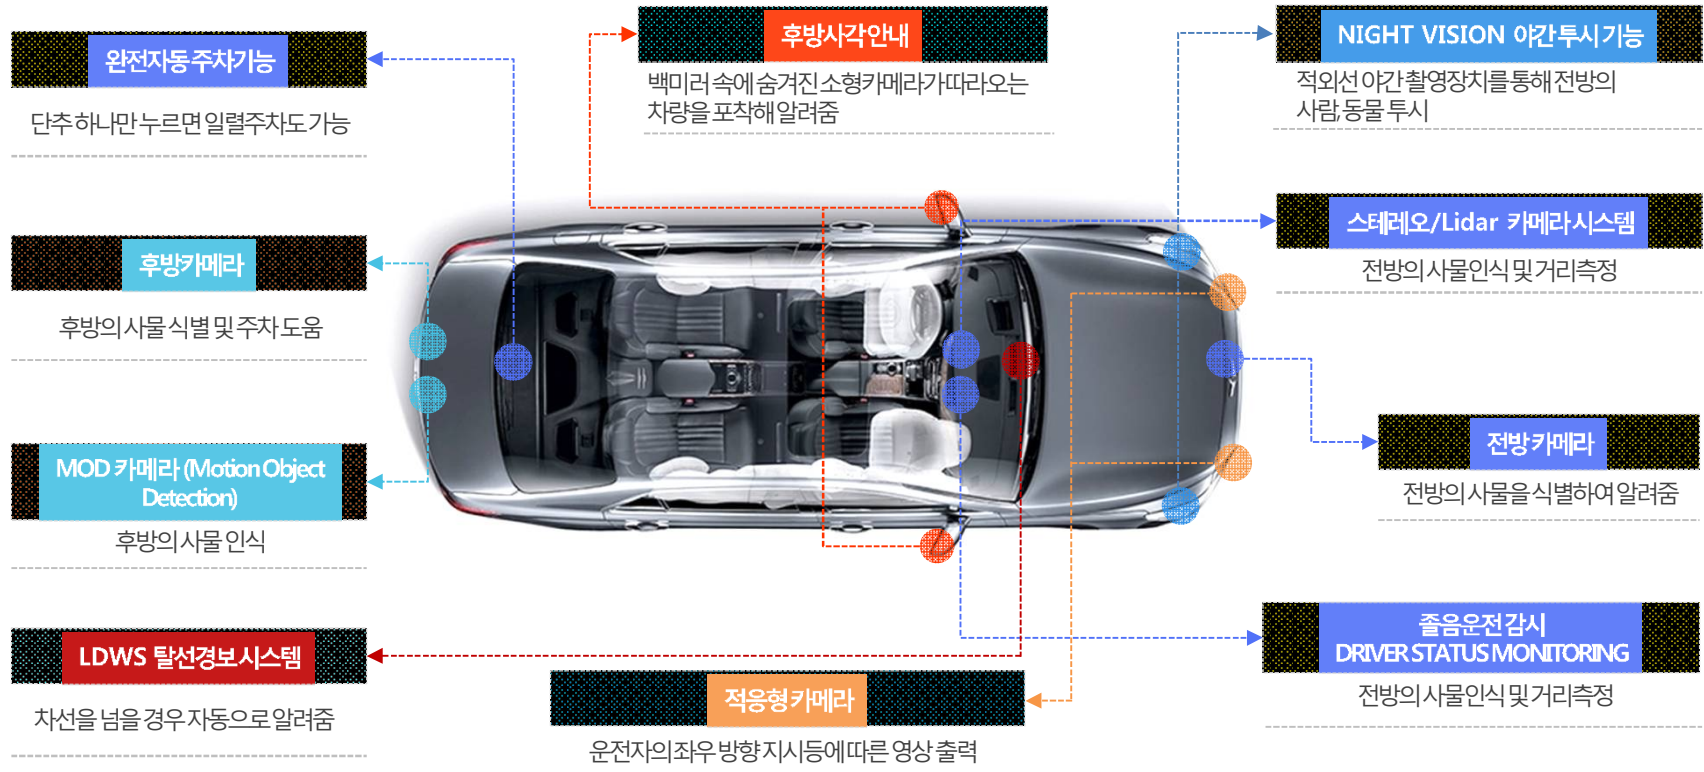 완전자동 주차기능
단추 하나만 누르면 일렬주차도 가능
후방사각 안내
백미러 속에 숨겨진 소형카메라가 따라오는
차량을 포착해 알려줌
NIGHT VISION 야간 투시 기능
적외선 야간 촬영장치를 통해 전방의
사람,동물 투시
후방카메라
후방의 사물 식별 및 주차 도움
스테레오/Lidar 카메라 시스템
전방의 사물인식 및 거리측정
MOD 카메라 (Motion Object
Detection)
후방의 사물 인식
전방 카메라
전방의 사물을 식별하여 알려줌
LDWS 탈선경보 시스템
차선을 넘을 경우 자동으로 알려줌
적응형 카메라
운전자의 좌우 방향 지시등에 따른 영상 출력
졸음운전 감시
DRIVER STATUS MONITORING
전방의 사물인식 및 거리측정